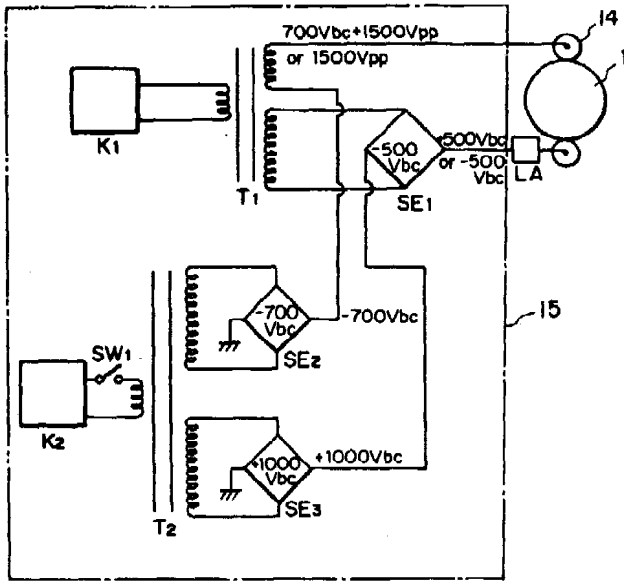 700Vbc+1500Vpp
or 1500Vpp
14
K1
T1
-500
Vbc
SE1
+500Vbc
or -500
Vbc
LA
-700
Vbc
-700Vbc
SE2
15
SW1
K2
T2
+1000
Vbc
+1000Vbc
SE3